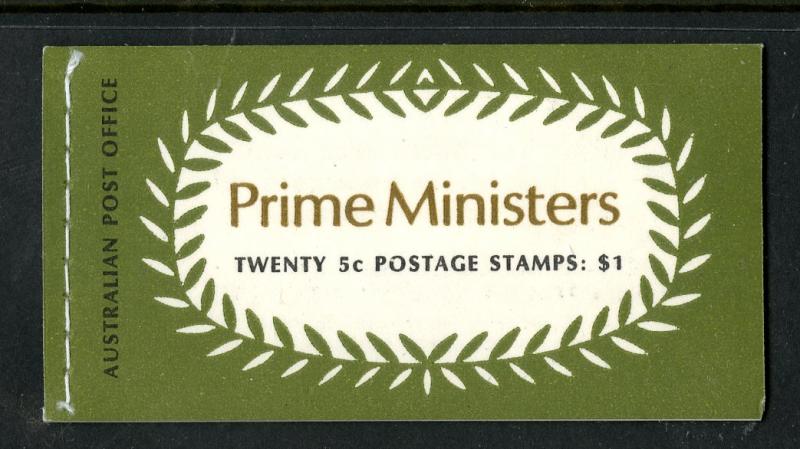 AUSTRALIAN POST OFFICE
Prime Ministers
TWENTY 5c POSTAGE STAMPS: $1